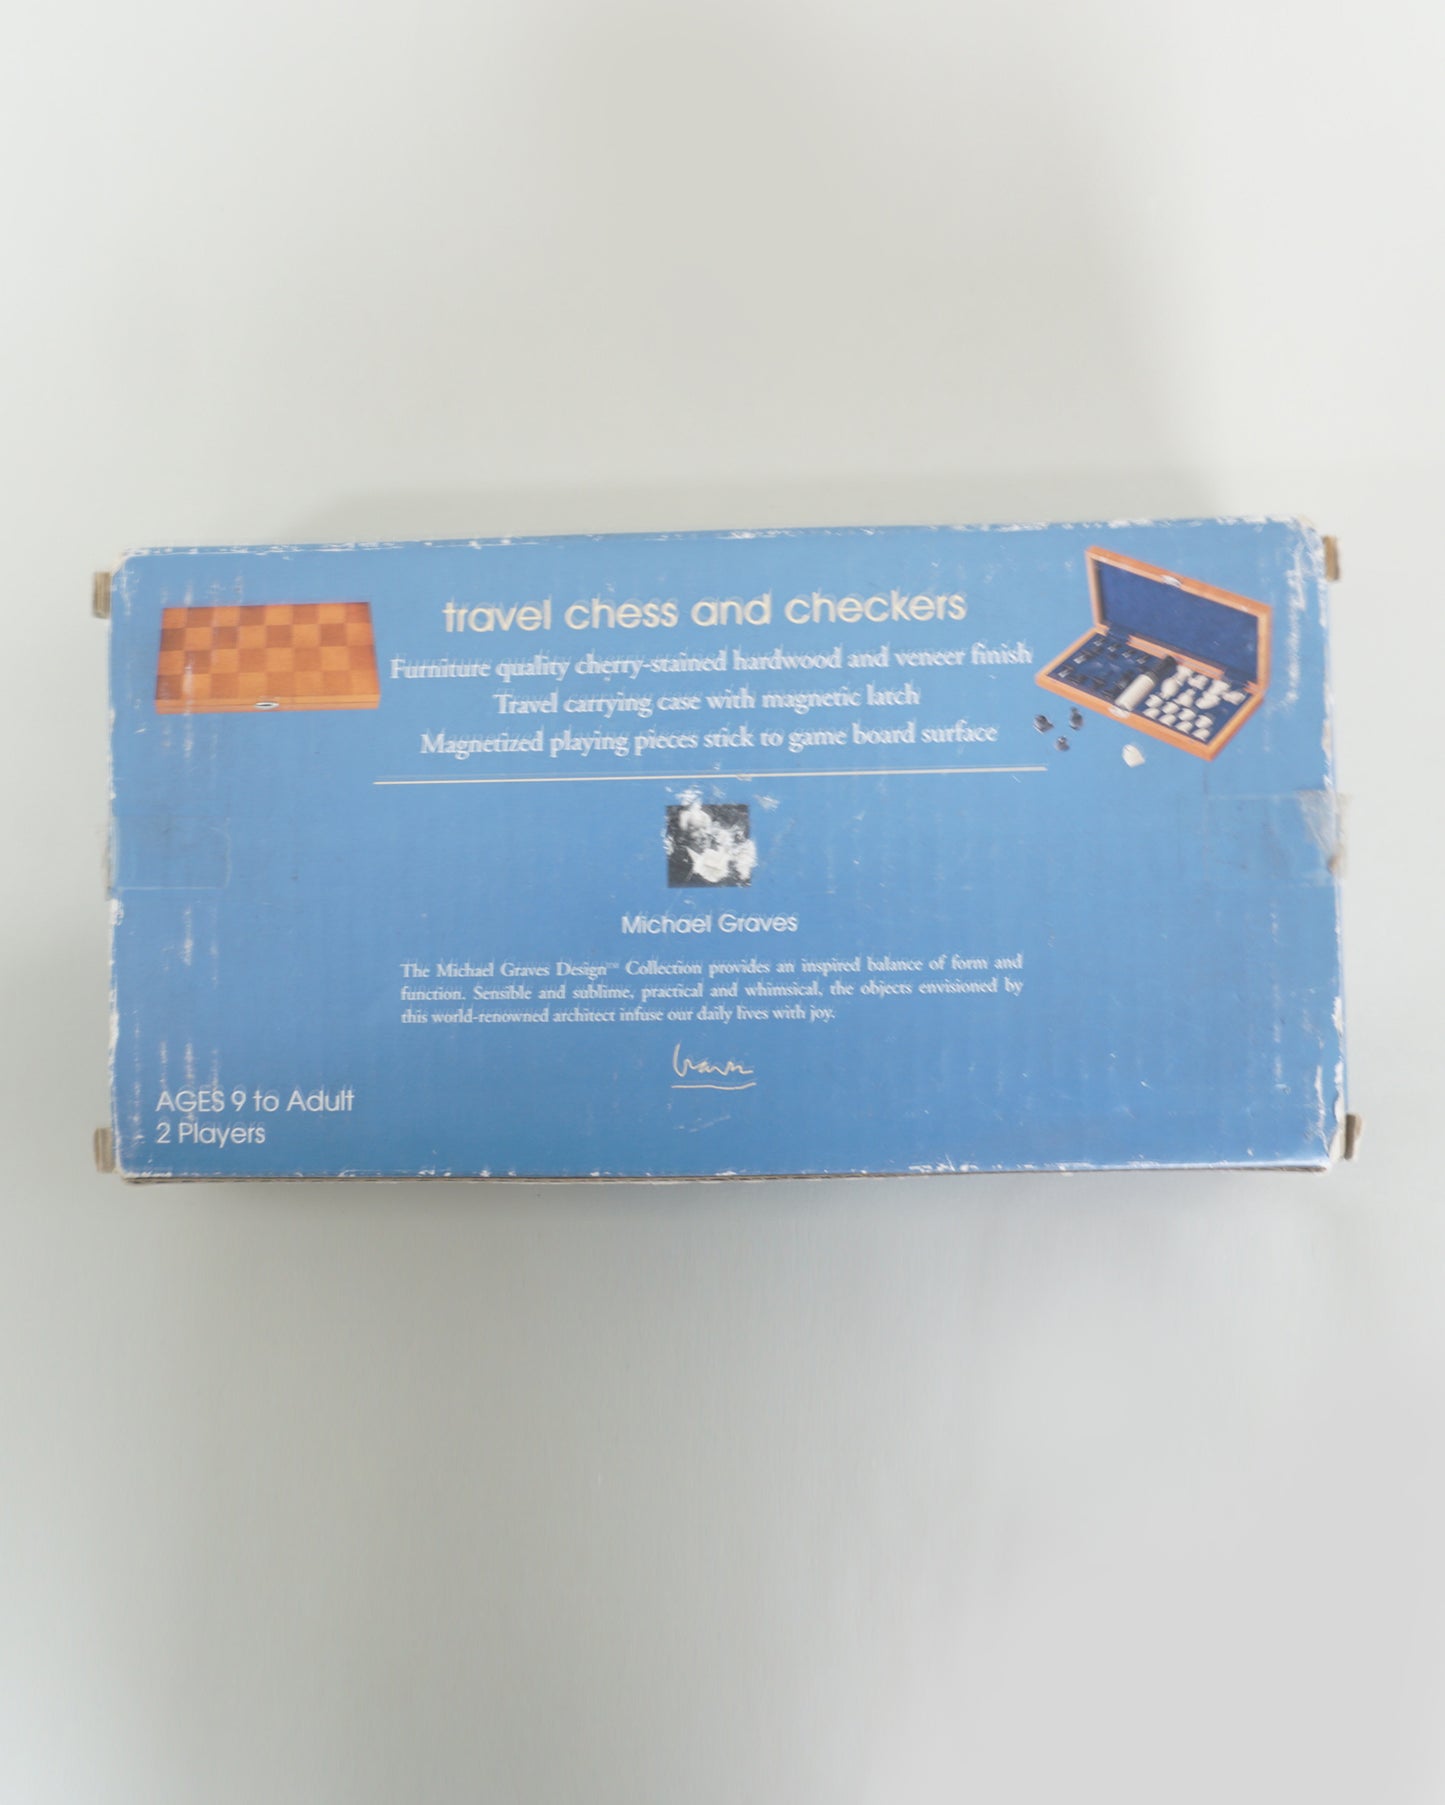 travel chess and checkers
Furniture quality cherry-stained hardwood and veneer finish
Travel carrying case with magnetic latch
Magnetized playing pieces stick to game board surface
Michael Graves
The Michael Graves Design™ Collection provides an inspired balance of form and
function. Sensible and sublime, practical and whimsical, the objects envisioned by
this world-renowned architect infuse our daily lives with joy.
AGES 9 to Adult
2 Players